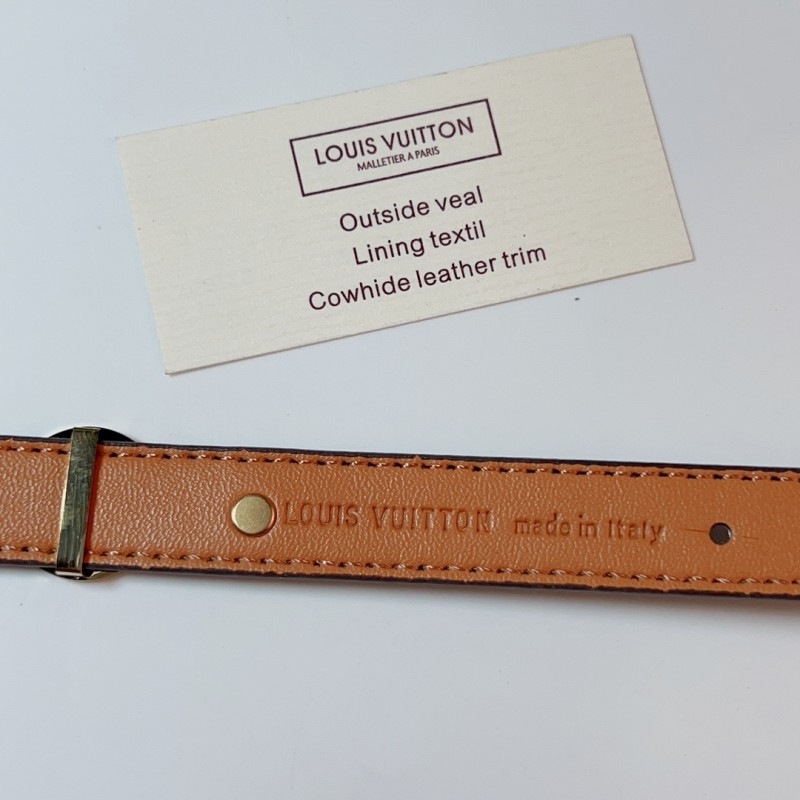 LOUIS VUITTON
MALLETIER A PARIS
Outside veal
Lining textil
Cowhide leather trim
LOUIS VUITTON made in Italy